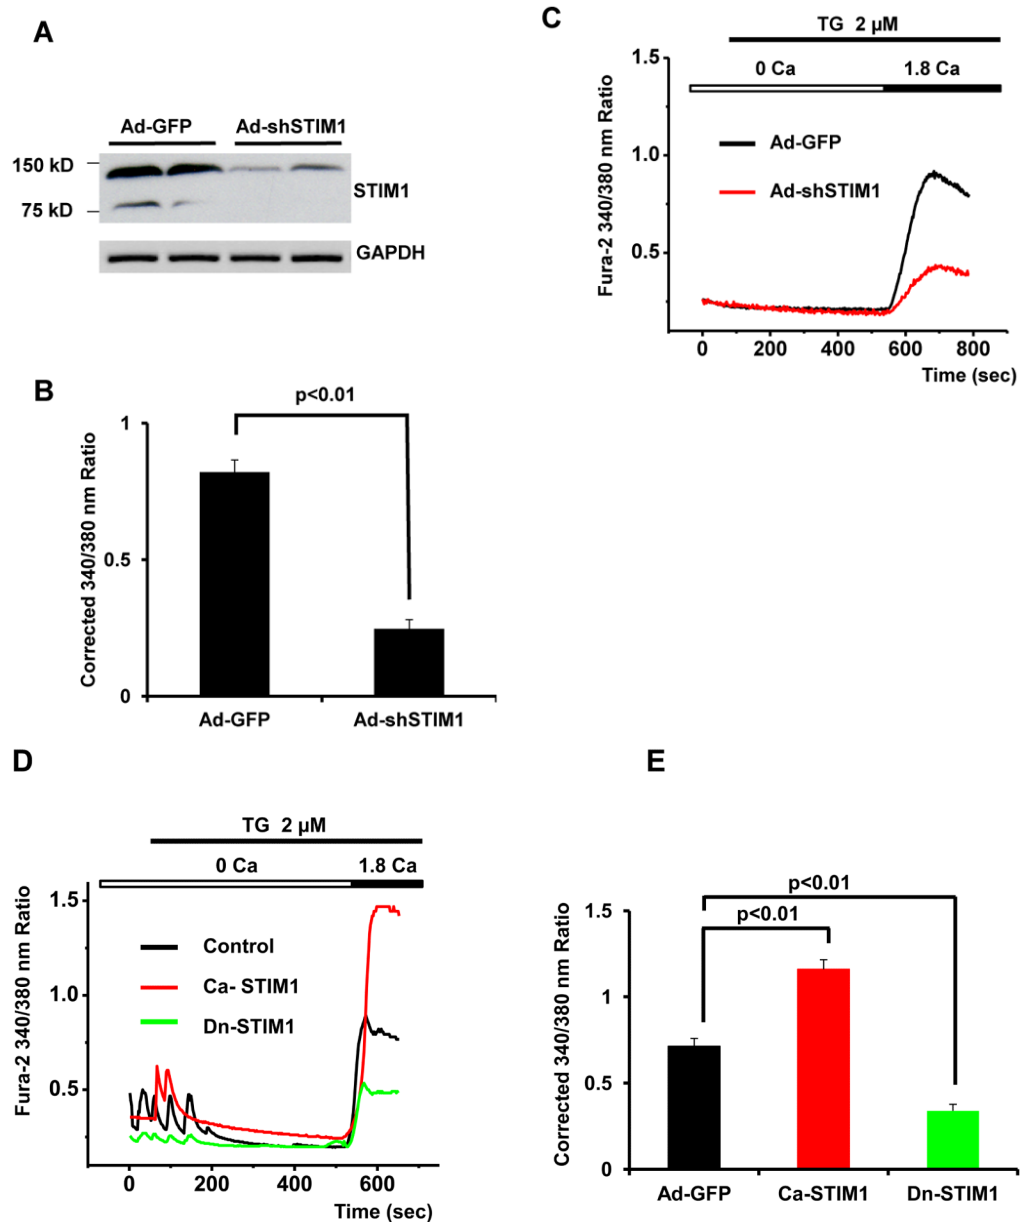 A
Ad-GFP Ad-shSTIM1
150 kD
75 kD
STIM1
GAPDH
B
p<0.01
Corrected 340/380 nm Ratio
1
0.5
0
Ad-GFP Ad-shSTIM1
C
TG 2 µM
0 Ca 1.8 Ca
Ad-GFP
Ad-shSTIM1
Fura-2 340/380 nm Ratio
1.5
1.0
0.5
0 200 400 600 800
Time (sec)
D
TG 2 µM
0 Ca 1.8 Ca
Control
Ca- STIM1
Dn-STIM1
Fura-2 340/380 nm Ratio
1.5
1.0
0.5
0 200 400 600
Time (sec)
E
p<0.01
p<0.01
Corrected 340/380 nm Ratio
1.5
1
0.5
0
Ad-GFP Ca-STIM1 Dn-STIM1